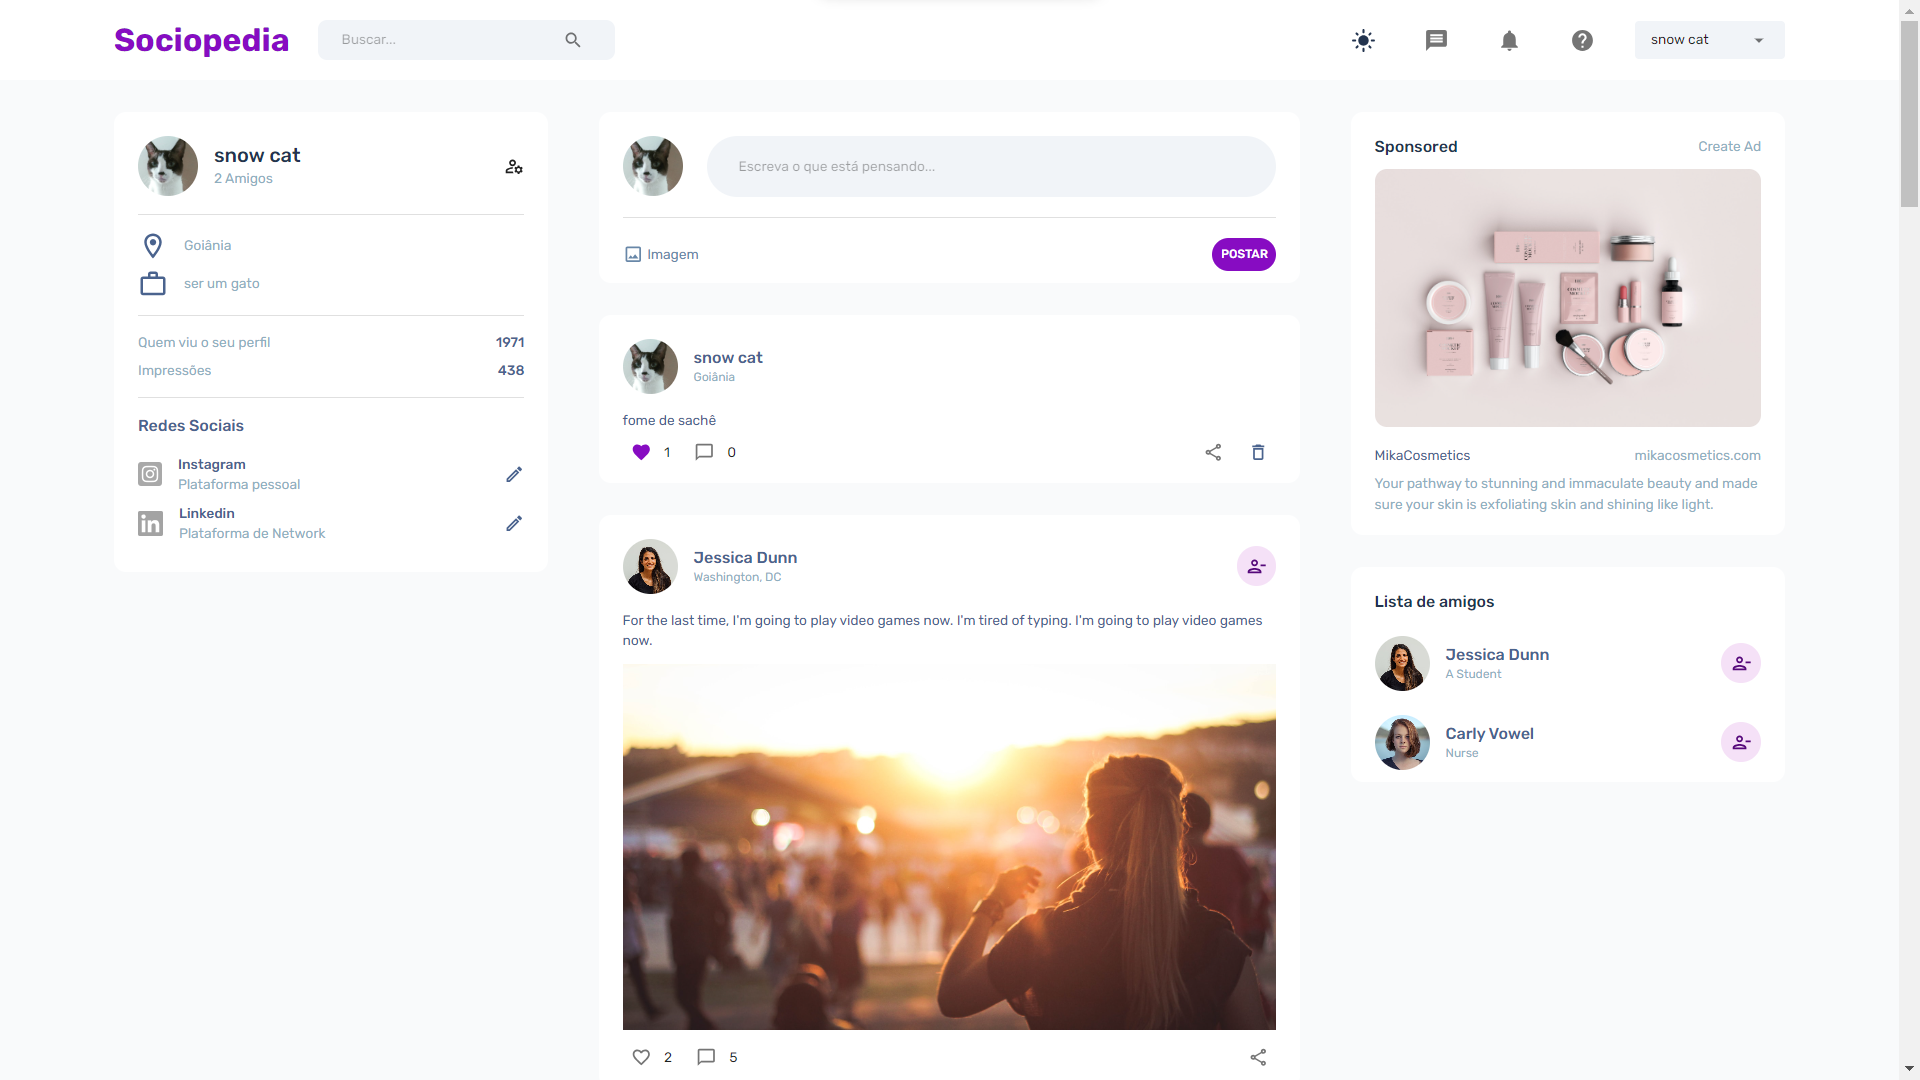 Sociopedia
Buscar...
snow cat
snow cat
2 Amigos
Goiânia
ser um gato
Quem viu o seu perfil 1971
Impressões 438
Redes Sociais
Instagram
Plataforma pessoal
Linkedin
Plataforma de Network
Escreva o que está pensando...
Imagem
POSTAR
snow cat
Goiânia
fome de sachê
1 0
Jessica Dunn
Washington, DC
For the last time, I'm going to play video games now. I'm tired of typing. I'm going to play video games
now.
2 5
Sponsored Create Ad
MikaCosmetics mikacosmetics.com
Your pathway to stunning and immaculate beauty and made
sure your skin is exfoliating skin and shining like light.
Lista de amigos
Jessica Dunn
A Student
Carly Vowel
Nurse